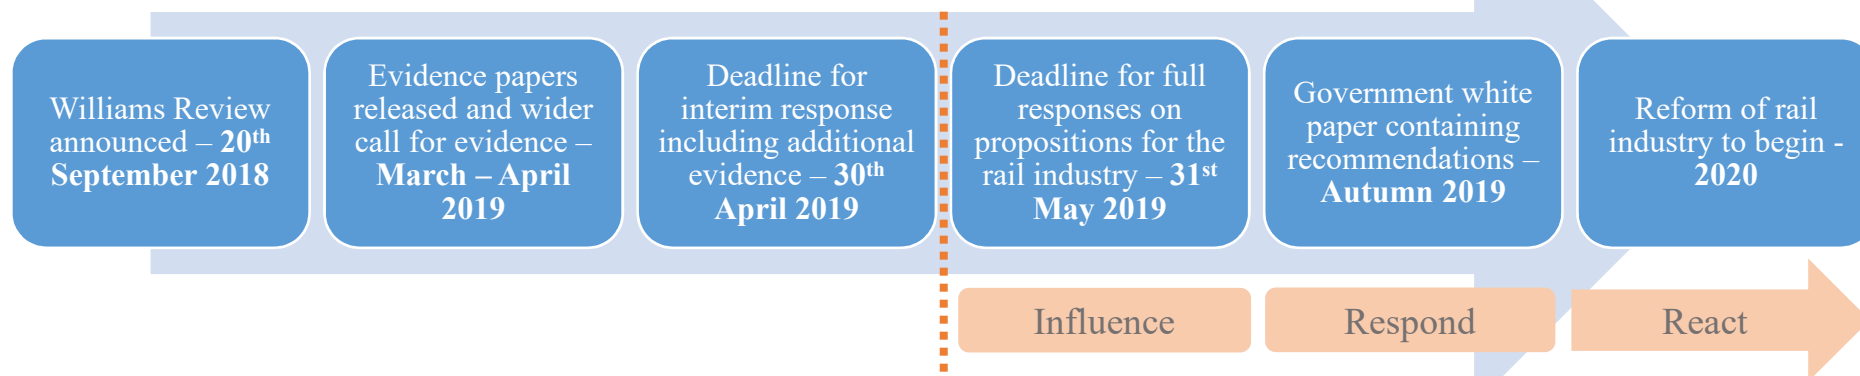 Williams Review
announced – 20th
September 2018
Evidence papers
released and wider
call for evidence –
March – April
2019
Deadline for
interim response
including additional
evidence – 30th
April 2019
Deadline for full
responses on
propositions for the
rail industry – 31st
May 2019
Government white
paper containing
recommendations –
Autumn 2019
Reform of rail
industry to begin -
2020
Influence
Respond
React